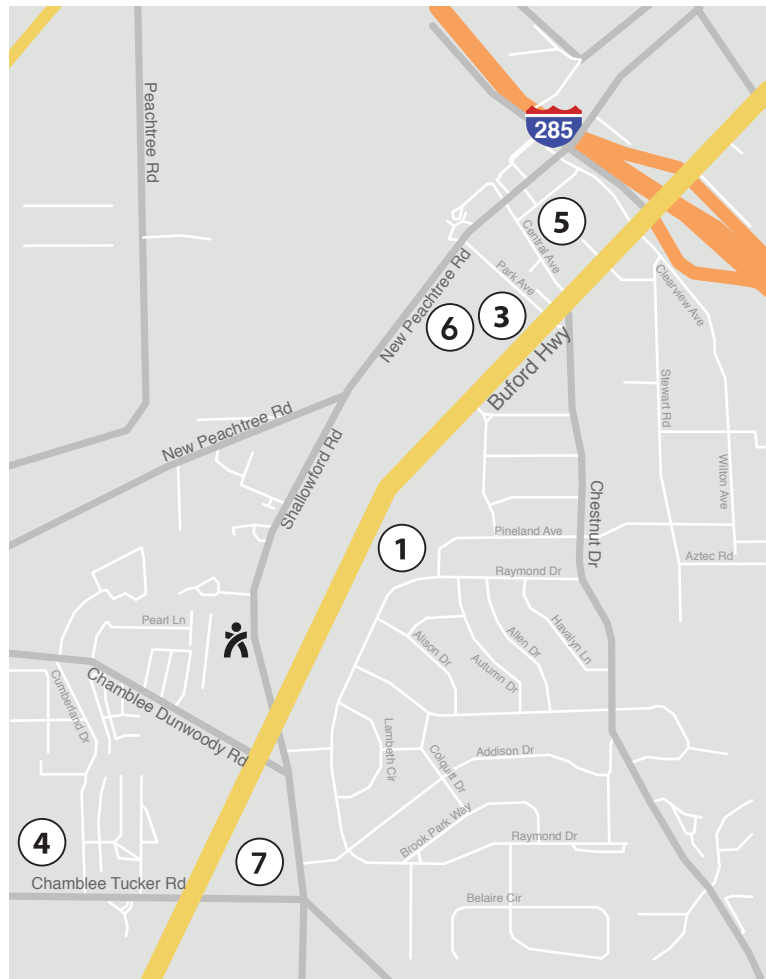 285
Peachtree Rd
5
Central Ave
Park Ave
Clearview Ave
New Peachtree Rd
6
3
Buford Hwy
Stewart Rd
New Peachtree Rd
Shallowford Rd
Wilton Ave
Chestnut Dr
1
Pineland Ave
Aztec Rd
Raymond Dr
Pearl Ln
Alison Dr
Allen Dr
Havalyn Ln
Autumn Dr
Cumberland Dr
Chamblee Dunwoody Rd
Lambeth Cir
Colquitt Dr
Addison Dr
Brook Park Way
Raymond Dr
4
7
Chamblee Tucker Rd
Belaire Cir